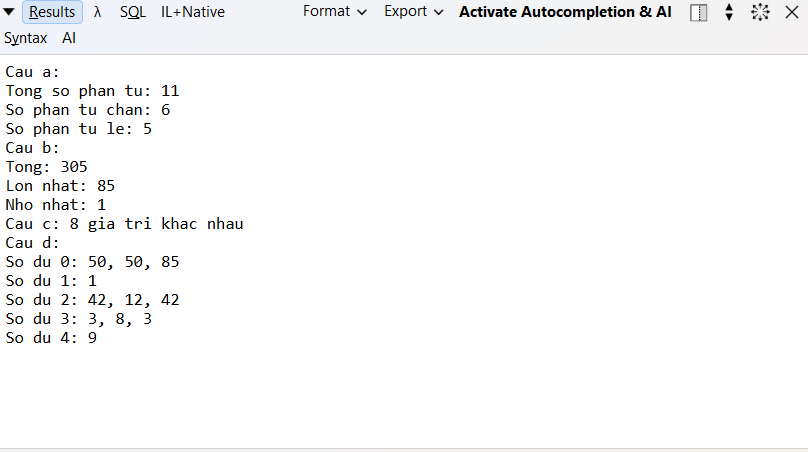 Results λ SQL IL+Native Format Export Activate Autocompletion & AI
Syntax AI
Cau a:
Tong so phan tu: 11
So phan tu chan: 6
So phan tu le: 5
Cau b:
Tong: 305
Lon nhat: 85
Nho nhat: 1
Cau c: 8 gia tri khac nhau
Cau d:
So du 0: 50, 50, 85
So du 1: 1
So du 2: 42, 12, 42
So du 3: 3, 8, 3
So du 4: 9